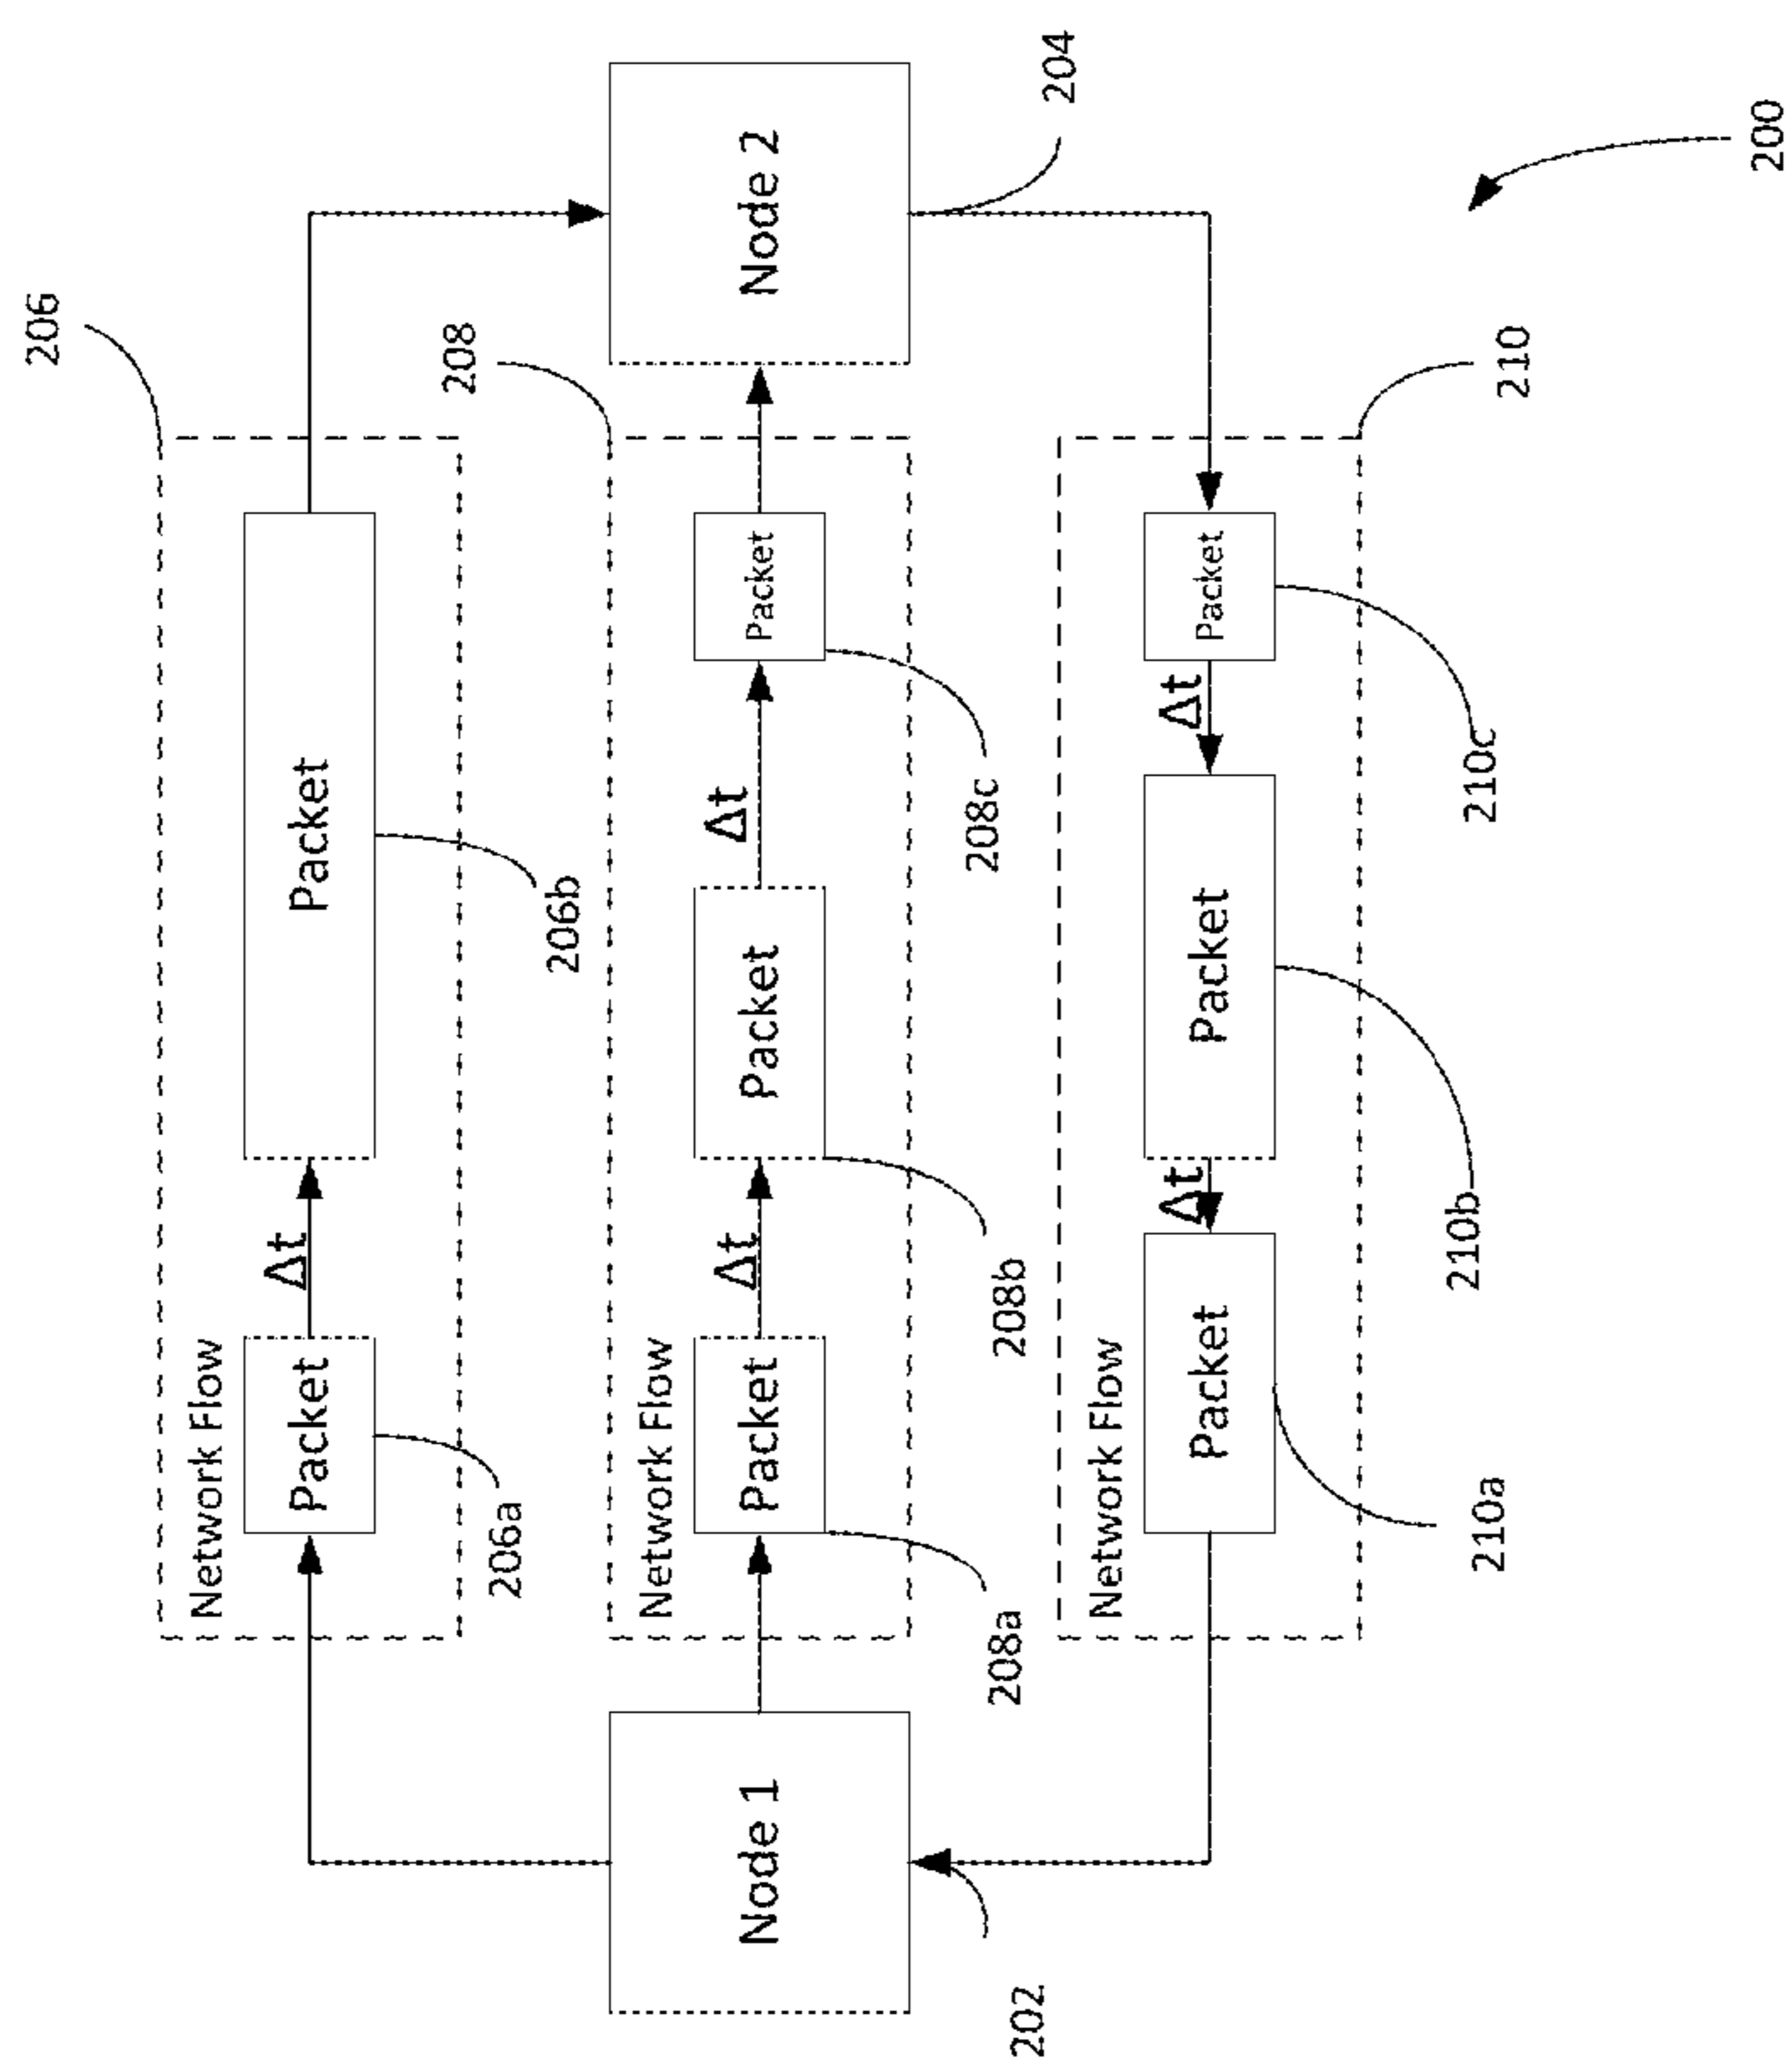 206
Network Flow
Packet
Δt
Packet
206a
206b
208
Node 1
Network Flow
Packet
Δt
Packet
Δt
Packet
Node 2
202
208a
208b
208c
204
Network Flow
Packet
Δt
Packet
Δt
Packet
210
210a
210b
210c
200